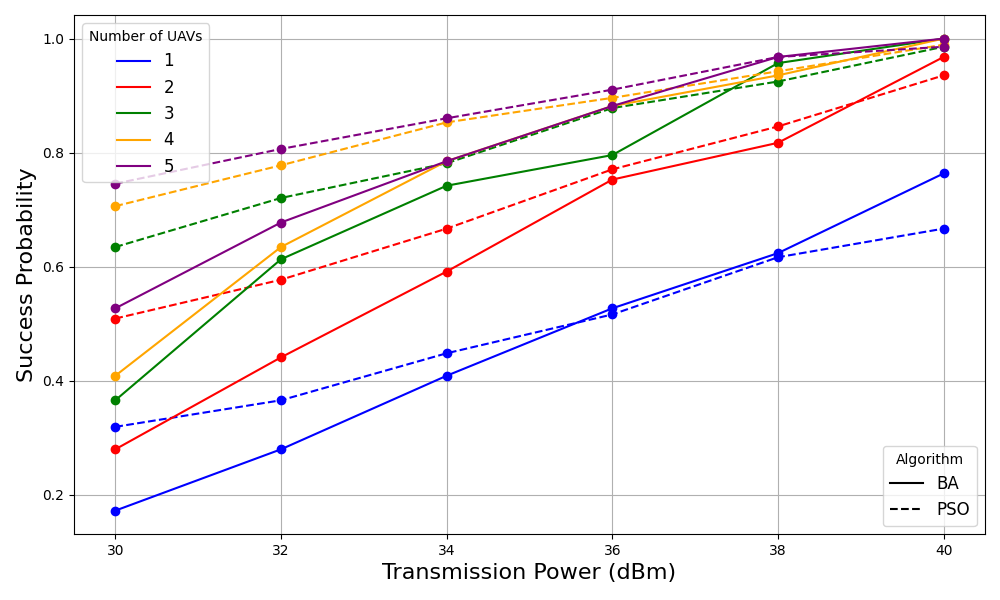 Number of UAVs
1
2
3
4
5
Success Probability
1.0
0.8
0.6
0.4
0.2
Algorithm
BA
PSO
30 32 34 36 38 40
Transmission Power (dBm)